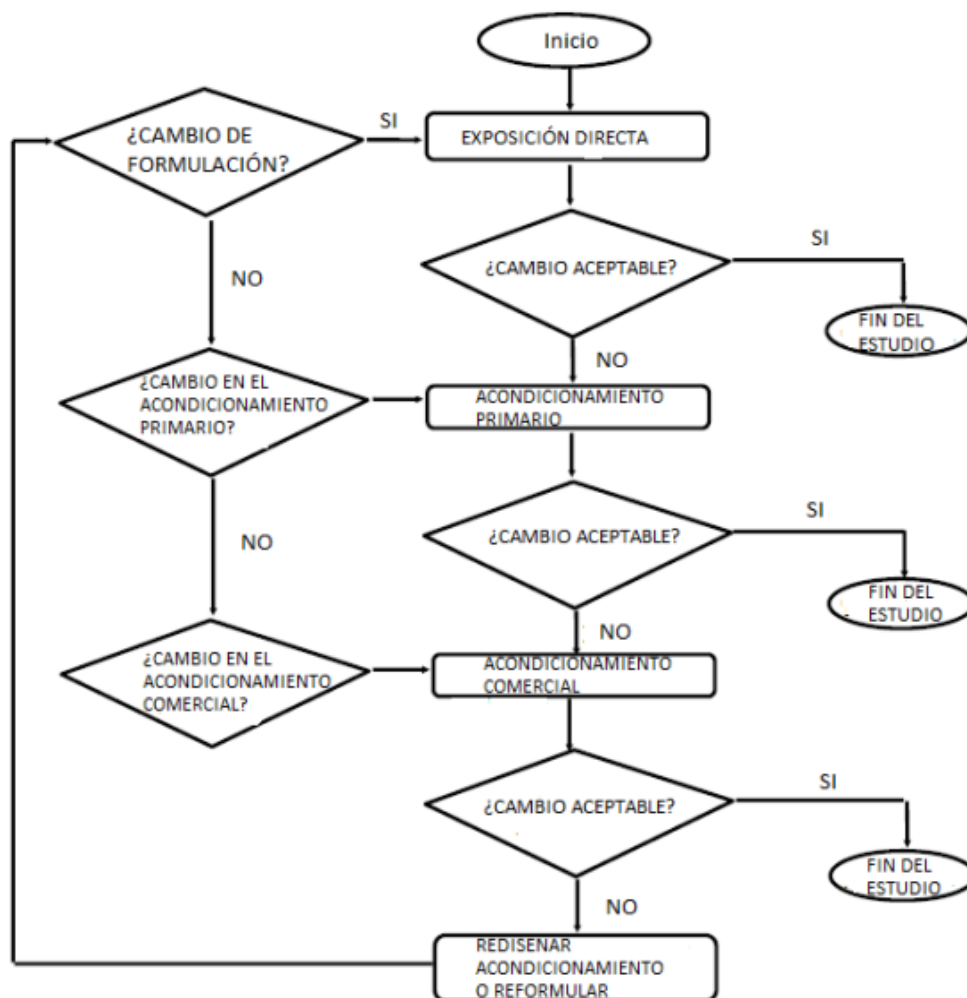 Inicio
¿CAMBIO DE
FORMULACIÓN?
SI
EXPOSICIÓN DIRECTA
¿CAMBIO ACEPTABLE?
SI
FIN DEL
ESTUDIO
NO
NO
¿CAMBIO EN EL
ACONDICIONAMIENTO
PRIMARIO?
ACONDICIONAMIENTO
PRIMARIO
¿CAMBIO ACEPTABLE?
SI
FIN DEL
ESTUDIO
NO
NO
¿CAMBIO EN EL
ACONDICIONAMIENTO
COMERCIAL?
ACONDICIONAMIENTO
COMERCIAL
¿CAMBIO ACEPTABLE?
SI
FIN DEL
ESTUDIO
NO
REDISENAR
ACONDICIONAMIENTO
O REFORMULAR